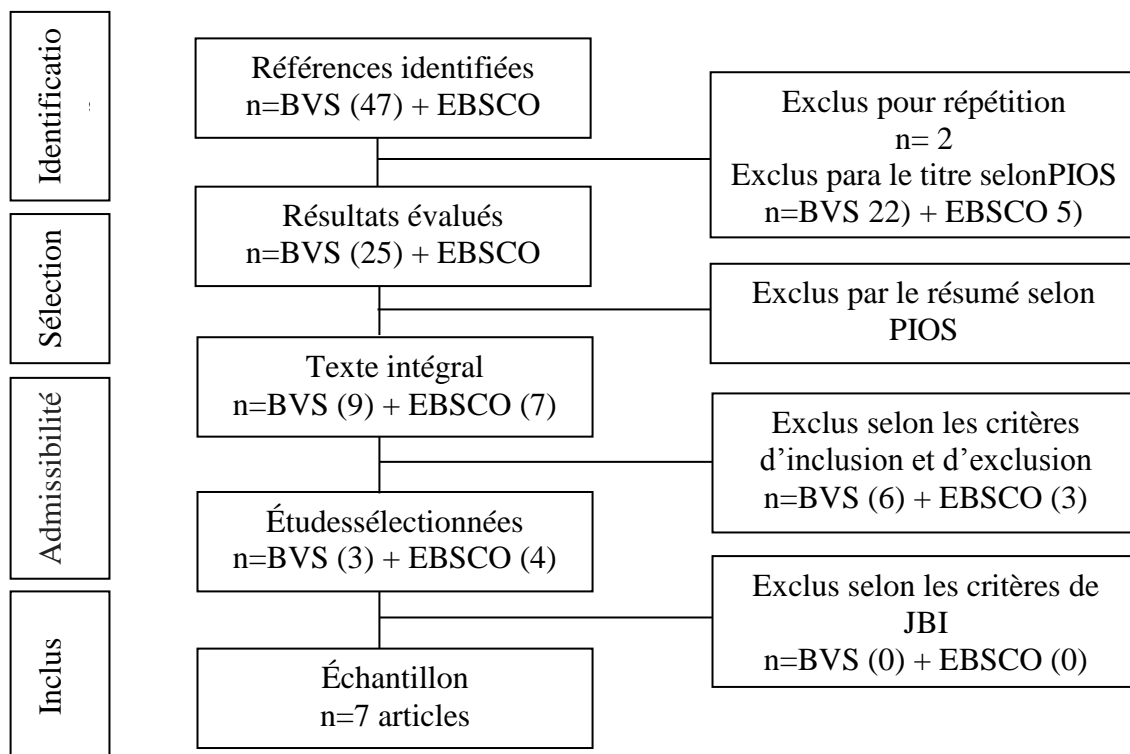 Identificatio
Références identifiées
n=BVS (47) + EBSCO
Exclus pour répétition
n= 2
Exclus para le titre selonPIOS
n=BVS 22) + EBSCO 5)
Sélection
Résultats évalués
n=BVS (25) + EBSCO
Exclus par le résumé selon
PIOS
Admissibilité
Texte intégral
n=BVS (9) + EBSCO (7)
Exclus selon les critères
d’inclusion et d’exclusion
n=BVS (6) + EBSCO (3)
Étudessélectionnées
n=BVS (3) + EBSCO (4)
Exclus selon les critères de
JBI
n=BVS (0) + EBSCO (0)
Inclus
Échantillon
n=7 articles